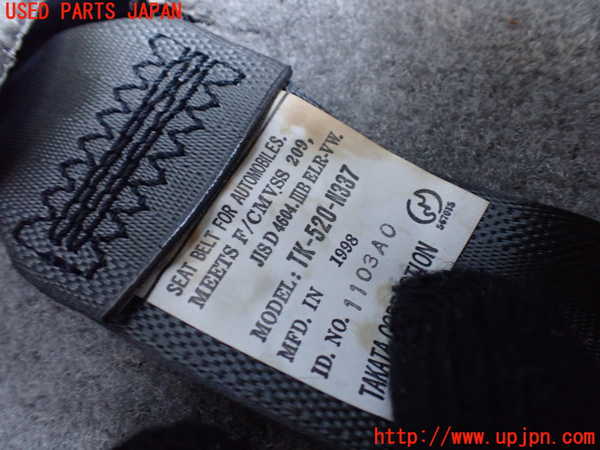 USED PARTS JAPAN
SEAT BELT FOR AUTOMOBILES.
MEETS F/CMVSS 209,
JIS D 4604.IIIB ELR-VW.
MODEL: TK-520-N337
MFD. IN 1998
ID. NO. 1103A0
TAKATA CORPORATION
567015
http://www.upjpn.com